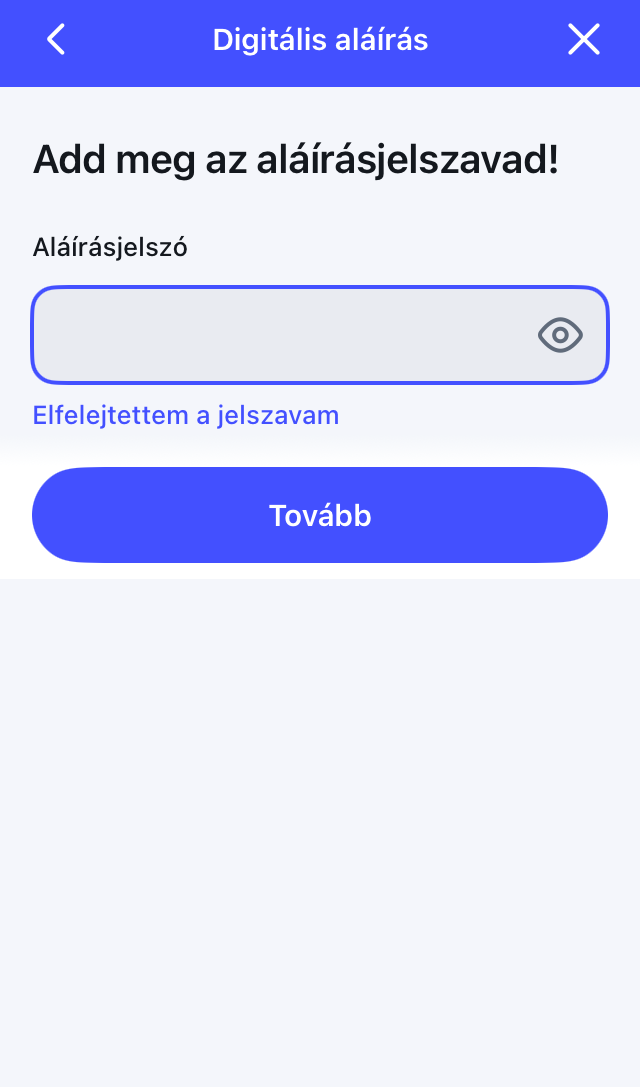 Digitális aláírás
Add meg az aláírásjelszavad!
Aláírásjelszó
Elfelejtettem a jelszavam
Tovább